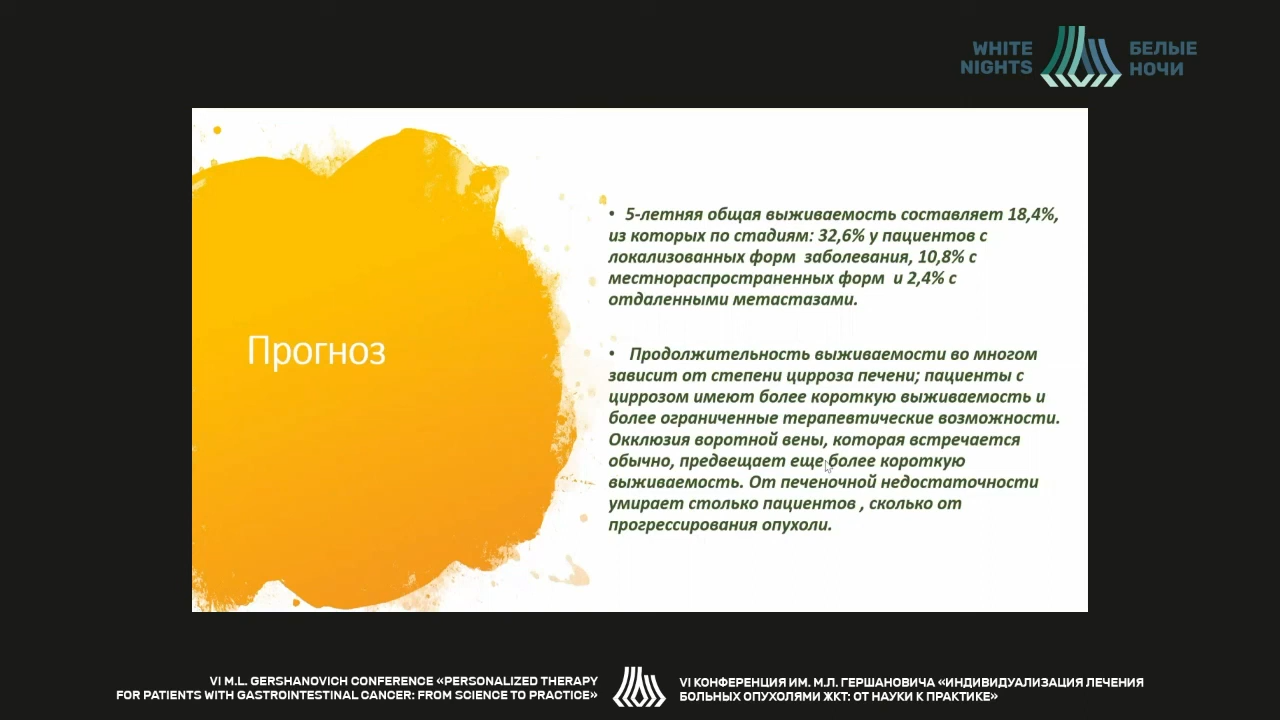 WHITE
NIGHTS
БЕЛЫЕ
НОЧИ
Прогноз
• 5-летняя общая выживаемость составляет 18,4%,
из которых по стадиям: 32,6% у пациентов с
локализованных форм заболевания, 10,8% с
местнораспространенных форм и 2,4% с
отдаленными метастазами.
• Продолжительность выживаемости во многом
зависит от степени цирроза печени; пациенты с
циррозом имеют более короткую выживаемость и
более ограниченные терапевтические возможности.
Окклюзия воротной вены, которая встречается
обычно, предвещает еще более короткую
выживаемость. От печеночной недостаточности
умирает столько пациентов , сколько от
прогрессирования опухоли.
VI M.L. GERSHANOVICH CONFERENCE «PERSONALIZED THERAPY
FOR PATIENTS WITH GASTROINTESTINAL CANCER: FROM SCIENCE TO PRACTICE»
VI КОНФЕРЕНЦИЯ ИМ. М.Л. ГЕРШАНОВИЧА «ИНДИВИДУАЛИЗАЦИЯ ЛЕЧЕНИЯ
БОЛЬНЫХ ОПУХОЛЯМИ ЖКТ: ОТ НАУКИ К ПРАКТИКЕ»